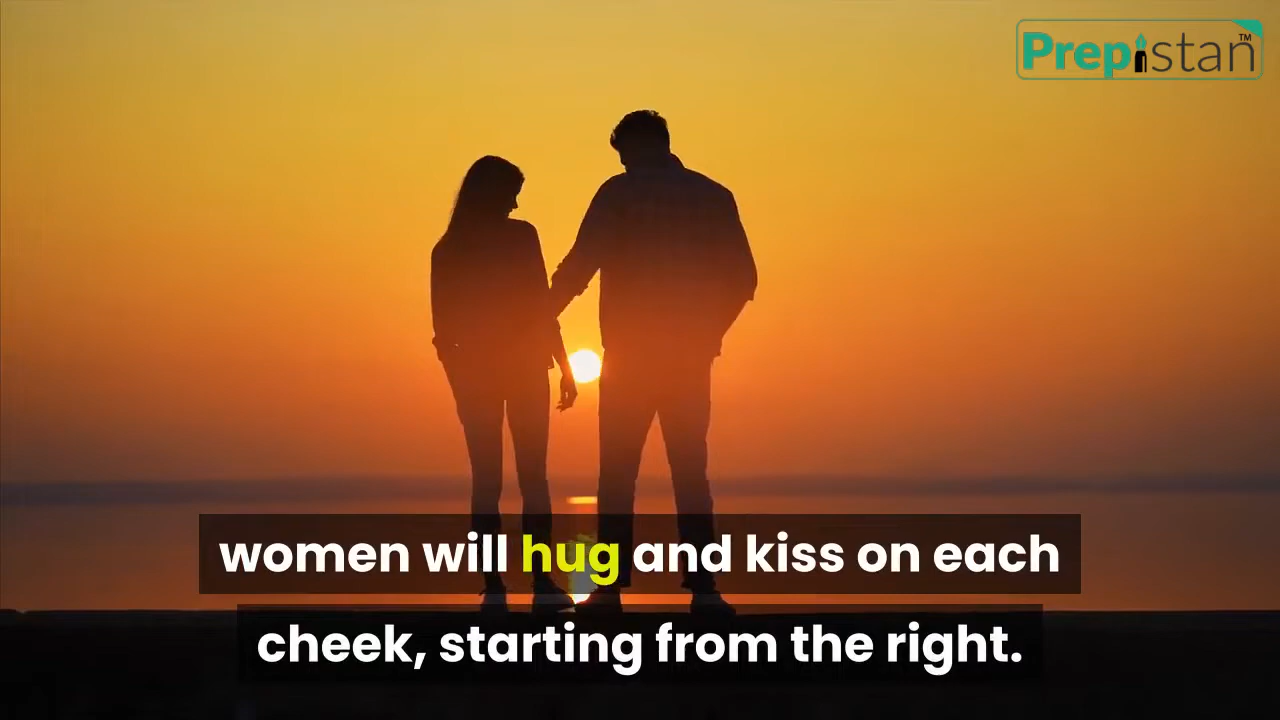 Prepistan™
women will hug and kiss on each
cheek, starting from the right.